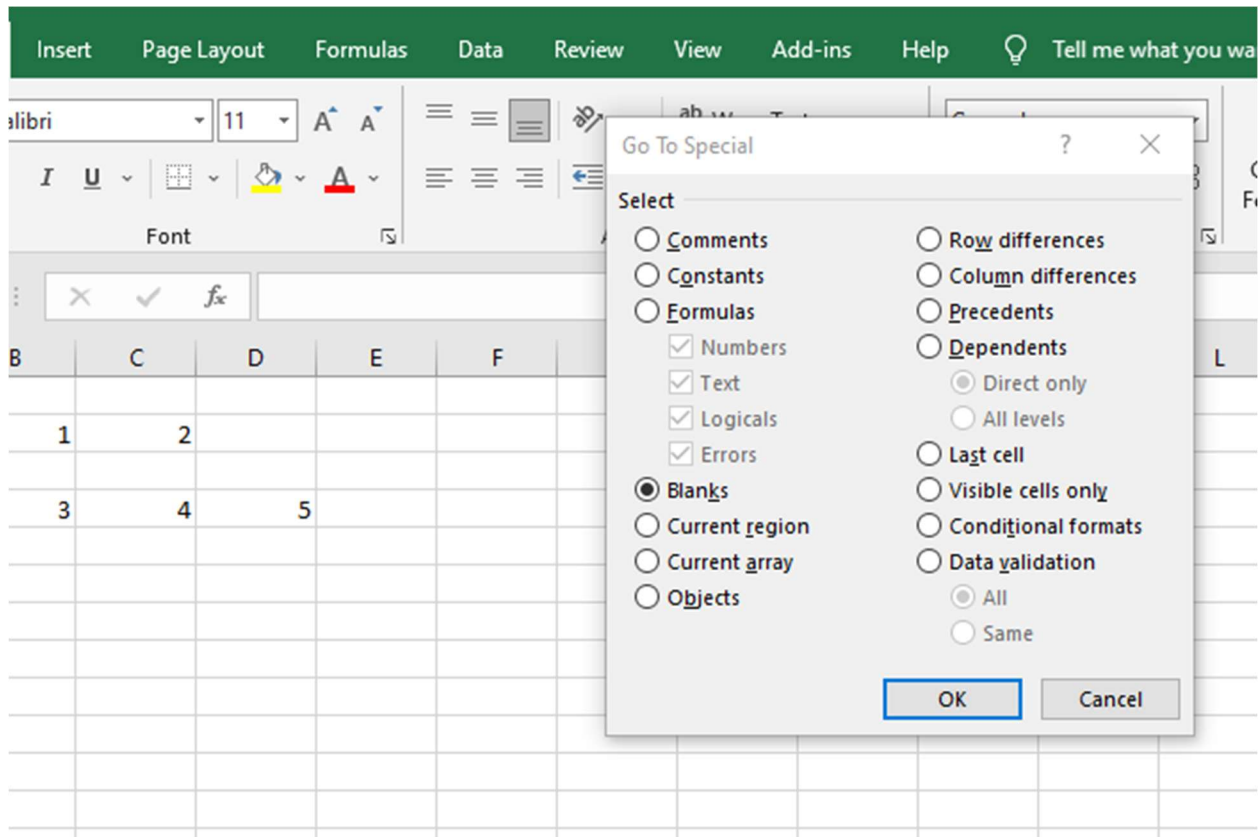 Insert Page Layout Formulas Data Review View Add-ins Help Tell me what you wa
alibri 11 A A ab
I U A
Font
fx
B C D E F L
1 2
3 4 5
Go To Special ? ×
Select
Comments Row differences
Constants Column differences
Formulas Precedents
Numbers Dependents
Text Direct only
Logicals All levels
Errors Last cell
Blanks Visible cells only
Current region Conditional formats
Current array Data validation
Objects All
Same
OK Cancel